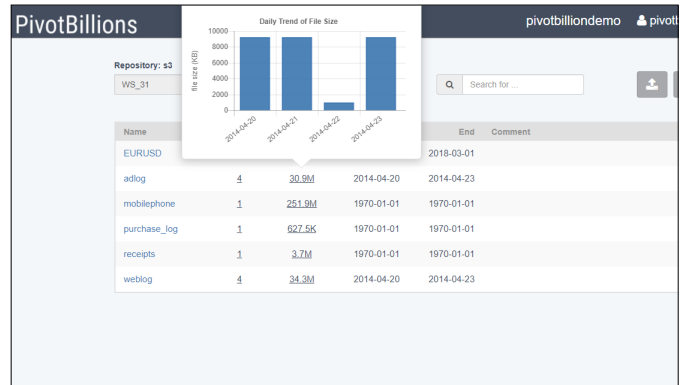 PivotBillions
pivotbilliondemo
pivotb
Daily Trend of File Size
file size (KB)
10000
8000
6000
4000
2000
0
2014-04-20
2014-04-21
2014-04-22
2014-04-23
Repository: s3
WS_31
Search for ...
Name End Comment
EURUSD 2018-03-01
adlog 4 30.9M 2014-04-20 2014-04-23
mobilephone 1 251.9M 1970-01-01 1970-01-01
purchase_log 1 627.5K 1970-01-01 1970-01-01
receipts 1 3.7M 1970-01-01 1970-01-01
weblog 4 34.3M 2014-04-20 2014-04-23